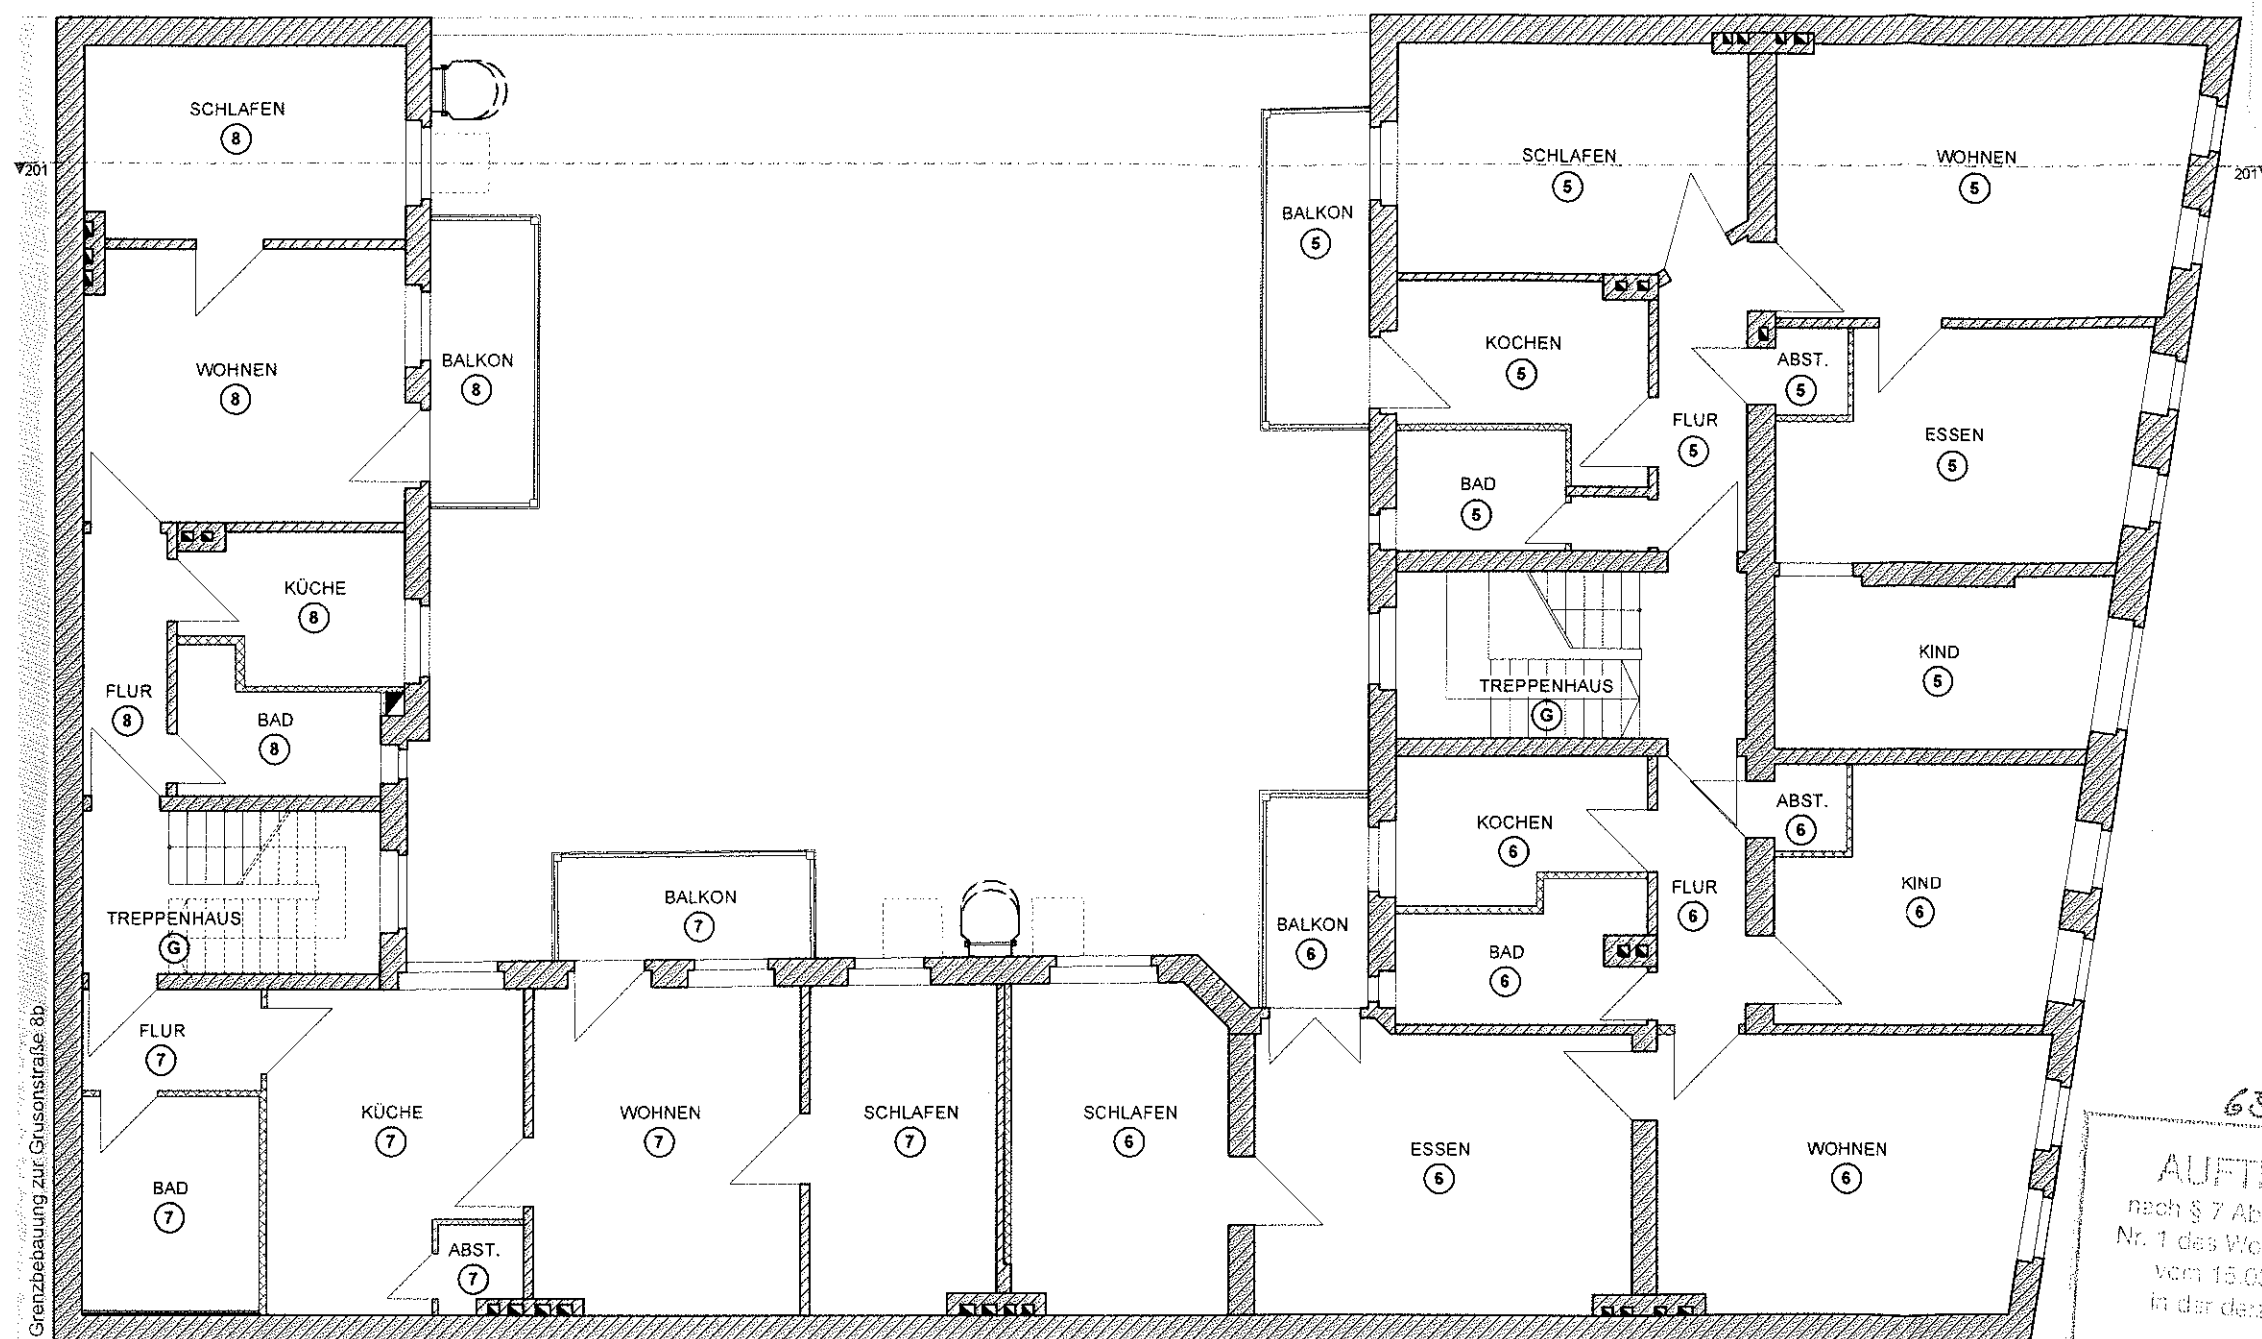 SCHLAFEN
8
201
WOHNEN
8
BALKON
8
KÜCHE
8
FLUR
8
BAD
8
TREPPENHAUS
G
FLUR
7
BAD
7
KÜCHE
7
ABST.
7
WOHNEN
7
BALKON
7
SCHLAFEN
7
SCHLAFEN
6
BALKON
5
SCHLAFEN
5
WOHNEN
5
201
KOCHEN
5
ABST.
5
FLUR
5
ESSEN
5
BAD
5
KIND
5
TREPPENHAUS
G
KOCHEN
6
ABST.
6
FLUR
6
KIND
6
BALKON
6
BAD
6
ESSEN
6
WOHNEN
6
Grenzbebauung zur Grusonstraße 8b
63
AUFT
nach § 7 Ab
Nr. 1 des Wo
vom 15.0
in der